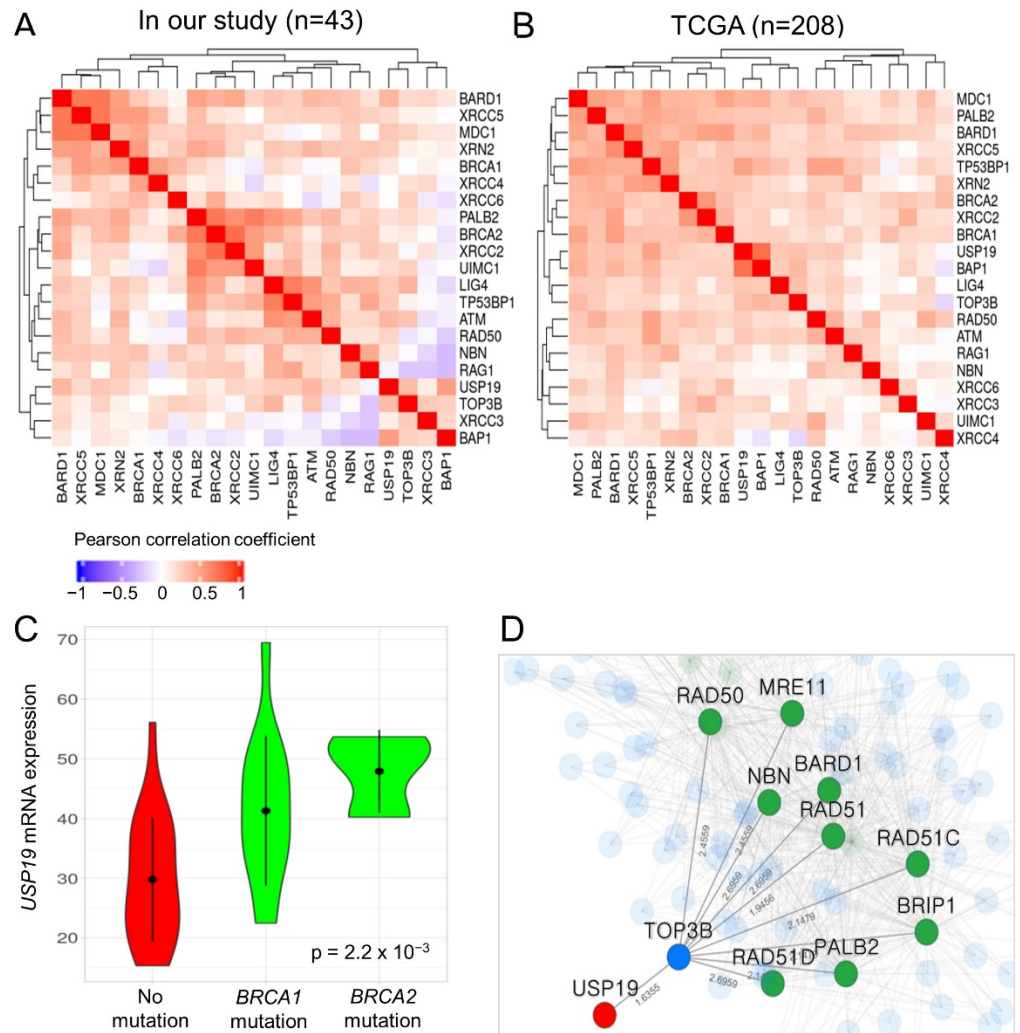 A
In our study (n=43)
BARD1
XRCC5
MDC1
XRN2
BRCA1
XRCC4
XRCC6
PALB2
BRCA2
XRCC2
UIMC1
LIG4
TP53BP1
ATM
RAD50
NBN
RAG1
USP19
TOP3B
XRCC3
BAP1
BARD1
XRCC5
MDC1
XRN2
BRCA1
XRCC4
XRCC6
PALB2
BRCA2
XRCC2
UIMC1
LIG4
TP53BP1
ATM
RAD50
NBN
RAG1
USP19
TOP3B
XRCC3
BAP1
Pearson correlation coefficient
−1 −0.5 0 0.5 1
B
TCGA (n=208)
MDC1
PALB2
BARD1
XRCC5
TP53BP1
XRN2
BRCA2
XRCC2
BRCA1
USP19
BAP1
LIG4
TOP3B
RAD50
ATM
RAG1
NBN
XRCC6
XRCC3
UIMC1
XRCC4
MDC1
PALB2
BARD1
XRCC5
TP53BP1
XRN2
BRCA2
XRCC2
BRCA1
USP19
BAP1
LIG4
TOP3B
RAD50
ATM
RAG1
NBN
XRCC6
XRCC3
UIMC1
XRCC4
C
USP19 mRNA expression
70
60
50
40
30
20
p = 2.2 x 10⁻³
No
mutation
BRCA1
mutation
BRCA2
mutation
D
RAD50
MRE11
NBN
BARD1
RAD51
RAD51C
BRIP1
TOP3B
RAD51D
PALB2
USP19
2.4559
2.4559
2.6959
2.6959
1.9456
2.1479
2.6959
1.6355